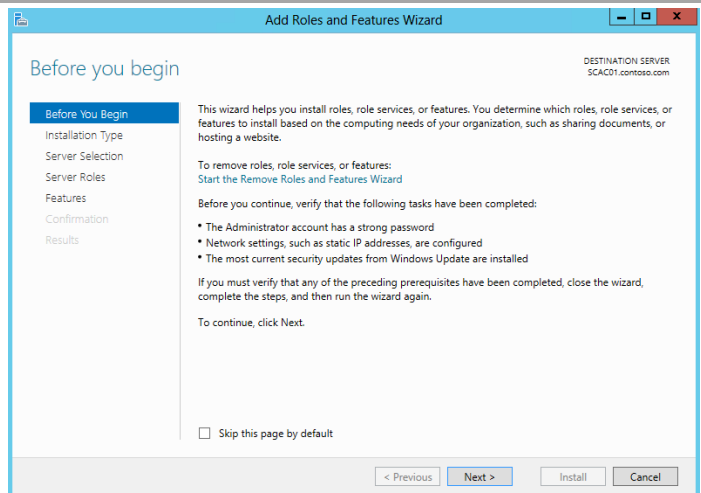 Add Roles and Features Wizard
Before you begin
DESTINATION SERVER
SCAC01.contoso.com
Before You Begin
Installation Type
Server Selection
Server Roles
Features
Confirmation
Results
This wizard helps you install roles, role services, or features. You determine which roles, role services, or
features to install based on the computing needs of your organization, such as sharing documents, or
hosting a website.
To remove roles, role services, or features:
Start the Remove Roles and Features Wizard
Before you continue, verify that the following tasks have been completed:
• The Administrator account has a strong password
• Network settings, such as static IP addresses, are configured
• The most current security updates from Windows Update are installed
If you must verify that any of the preceding prerequisites have been completed, close the wizard,
complete the steps, and then run the wizard again.
To continue, click Next.
Skip this page by default
< Previous
Next >
Install
Cancel